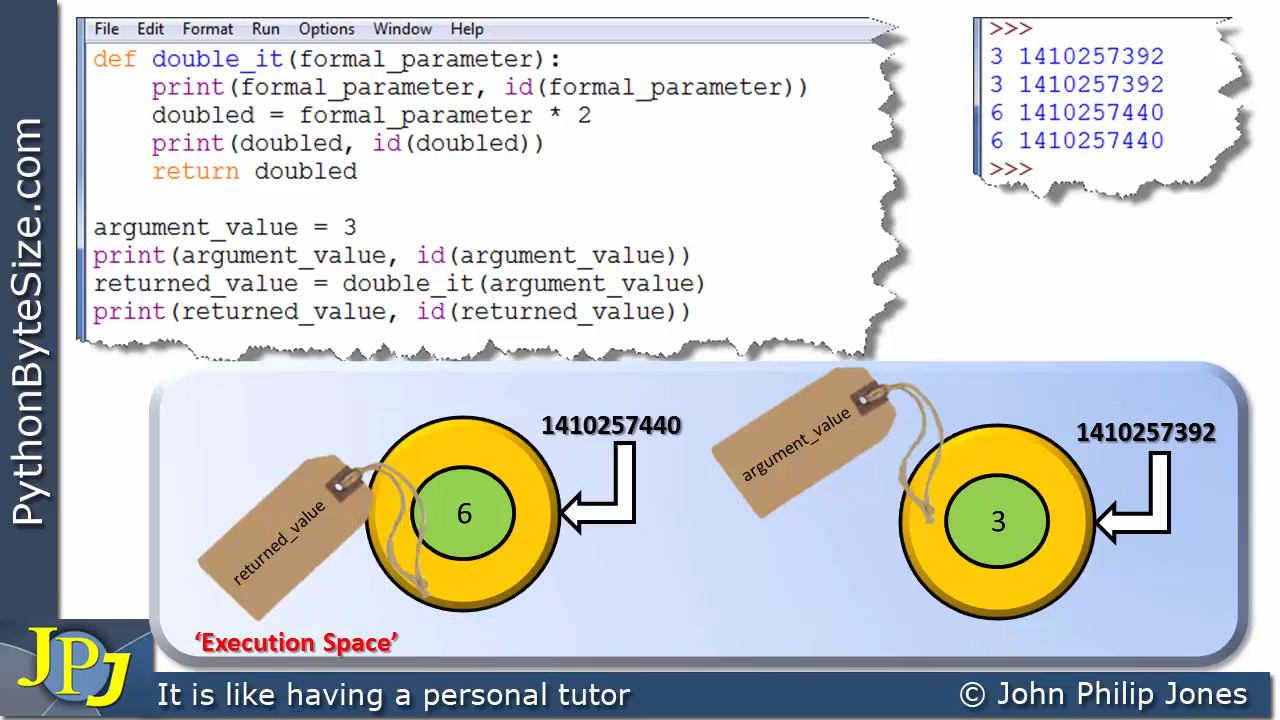 PythonByteSize.com
File Edit Format Run Options Window Help
def double_it(formal_parameter):
    print(formal_parameter, id(formal_parameter))
    doubled = formal_parameter * 2
    print(doubled, id(doubled))
    return doubled
argument_value = 3
print(argument_value, id(argument_value))
returned_value = double_it(argument_value)
print(returned_value, id(returned_value))
>>>
3 1410257392
3 1410257392
6 1410257440
6 1410257440
>>>
returned_value
6
1410257440
argument_value
3
1410257392
‘Execution Space’
JPJ
It is like having a personal tutor
© John Philip Jones